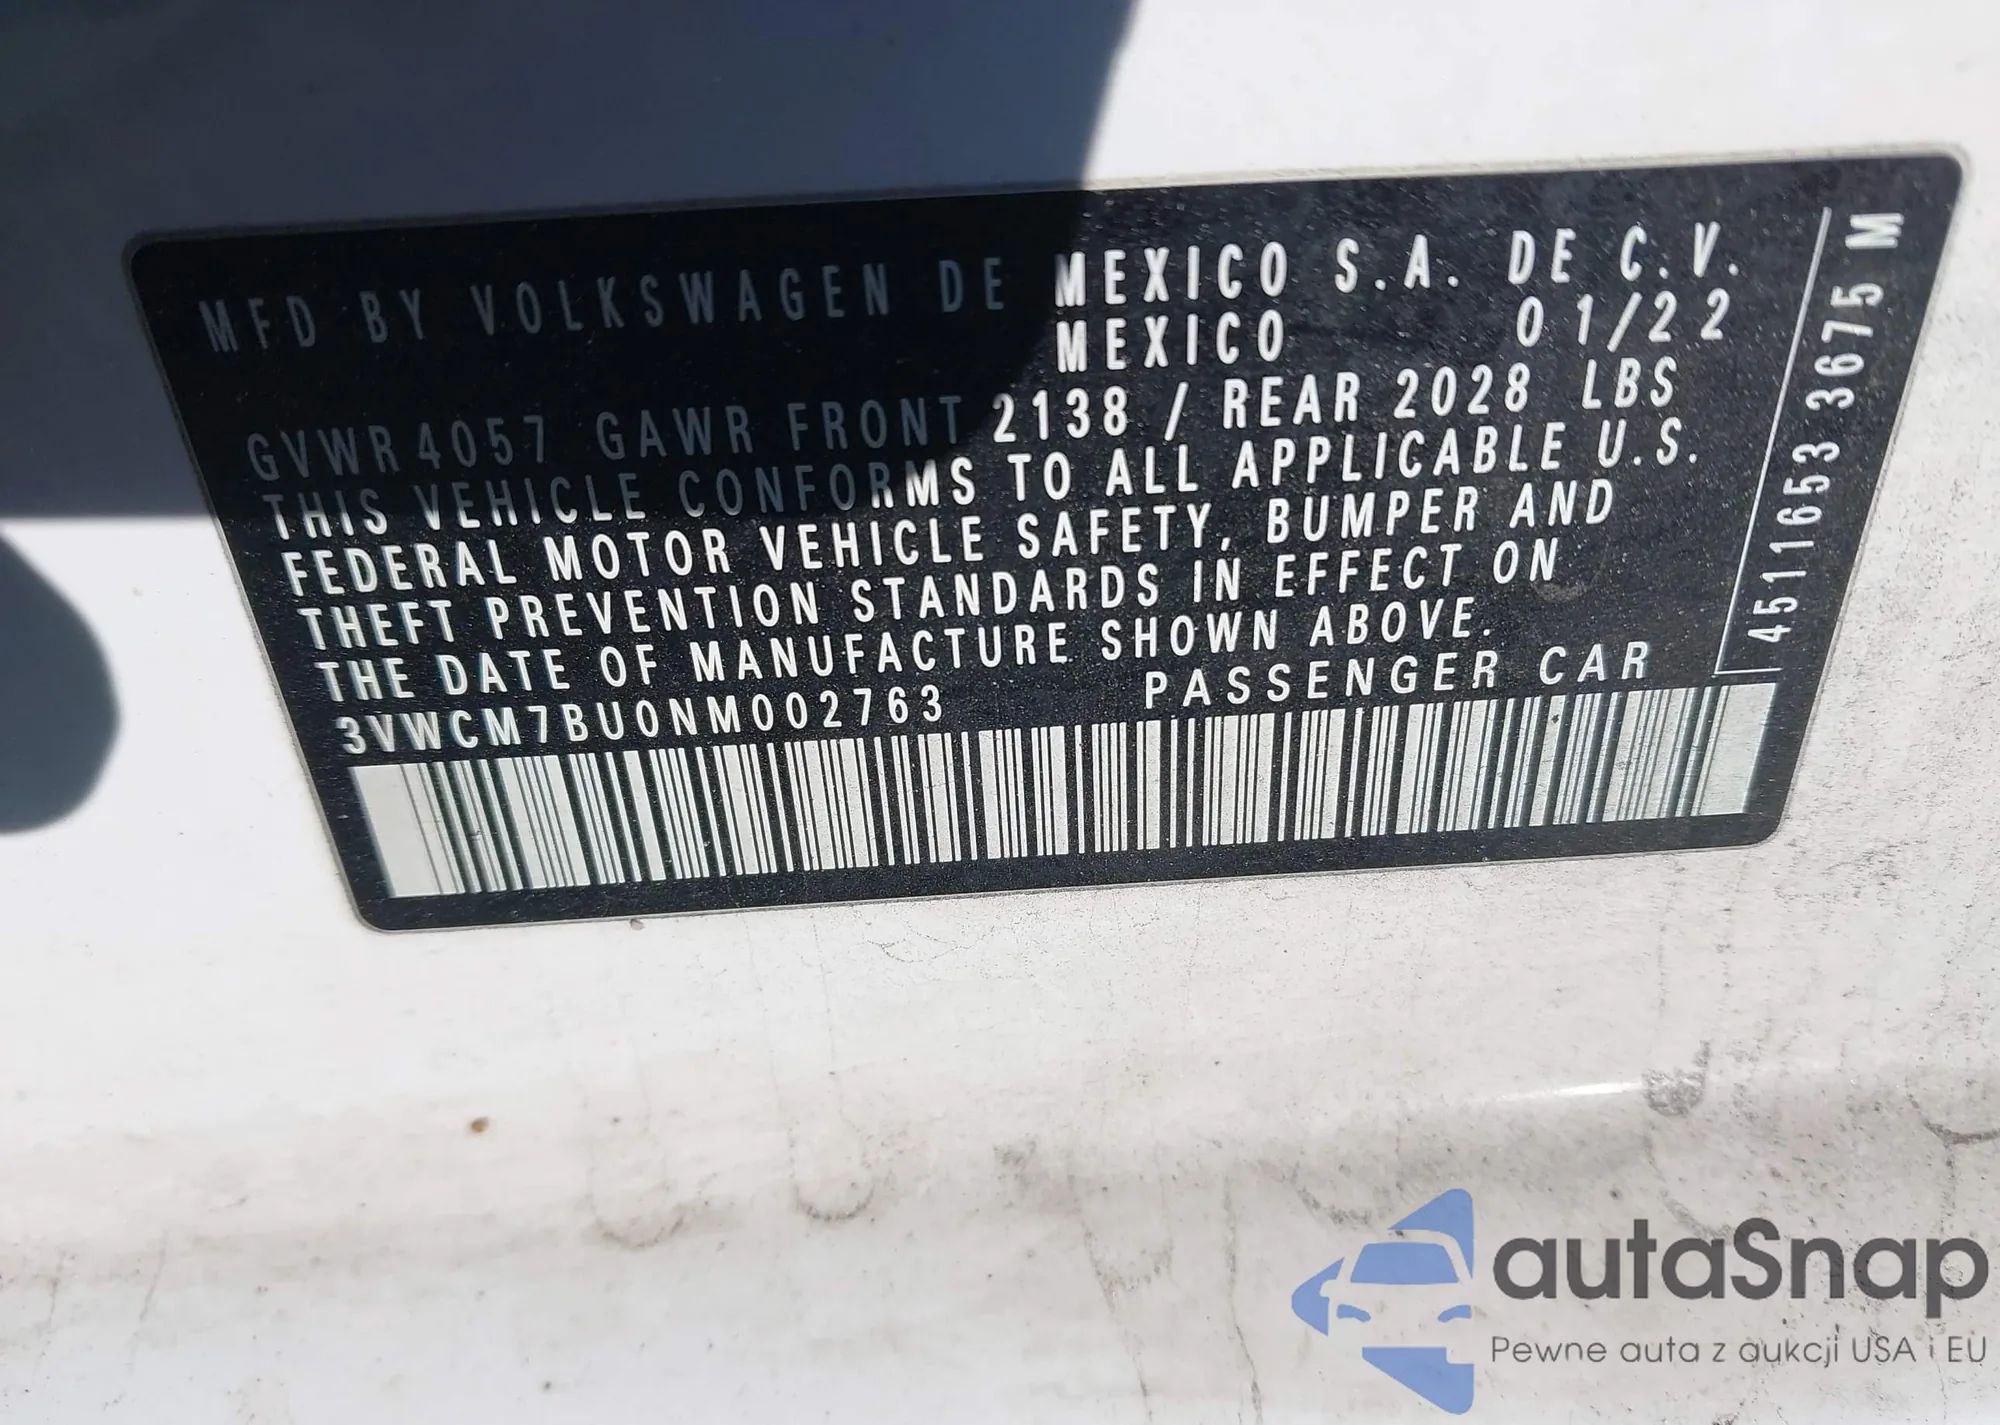 MFD BY VOLKSWAGEN DE MEXICO S.A. DE C.V.
MEXICO 01/22
GVWR 4057 GAWR FRONT 2138 / REAR 2028 LBS
THIS VEHICLE CONFORMS TO ALL APPLICABLE U.S.
FEDERAL MOTOR VEHICLE SAFETY, BUMPER AND
THEFT PREVENTION STANDARDS IN EFFECT ON
THE DATE OF MANUFACTURE SHOWN ABOVE.
3VWCM7BU0NM002763 PASSENGER CAR
4511653 3675 M
autaSnap
Pewne auta z aukcji USA i EU